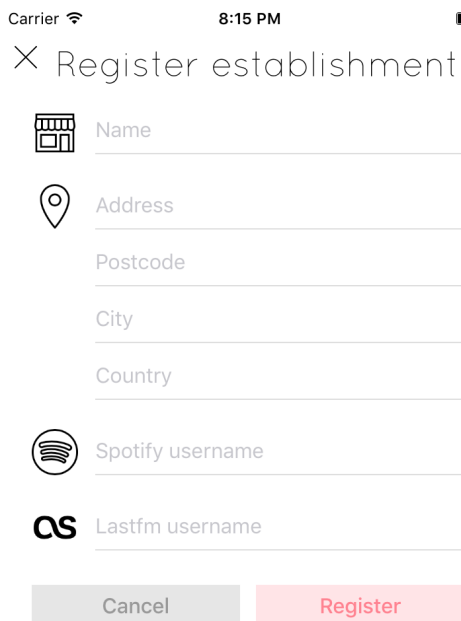 Carrier 8:15 PM
Register establishment
Name
Address
Postcode
City
Country
Spotify username
Lastfm username
Cancel Register